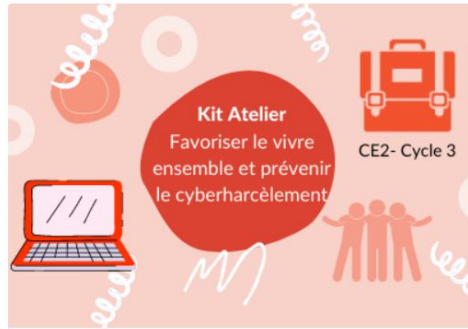 Kit Atelier
Favoriser le vivre
ensemble et prévenir
le cyberharcèlement
CE2- Cycle 3